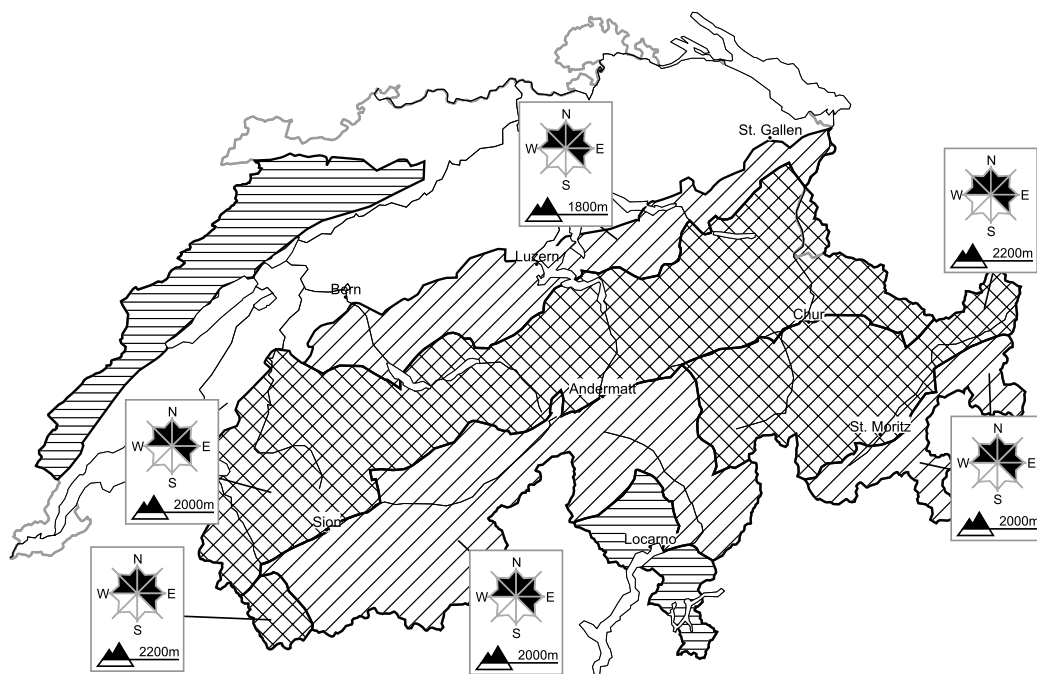 N
W E
S
1800m
St. Gallen
N
W E
S
2200m
Luzern
Bern
Chur
Andermatt
St. Moritz
N
W E
S
2000m
N
W E
S
2000m
Sion
Locarno
N
W E
S
2200m
N
W E
S
2000m